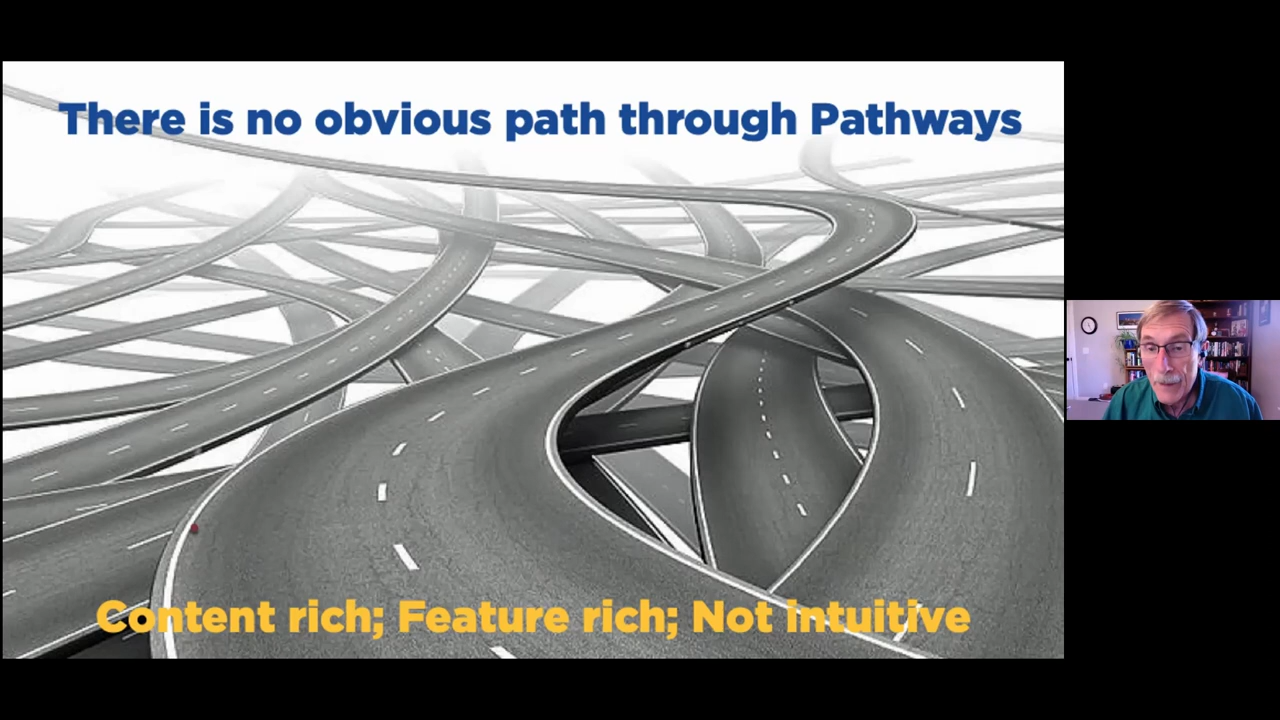 There is no obvious path through Pathways
Content rich; Feature rich; Not intuitive